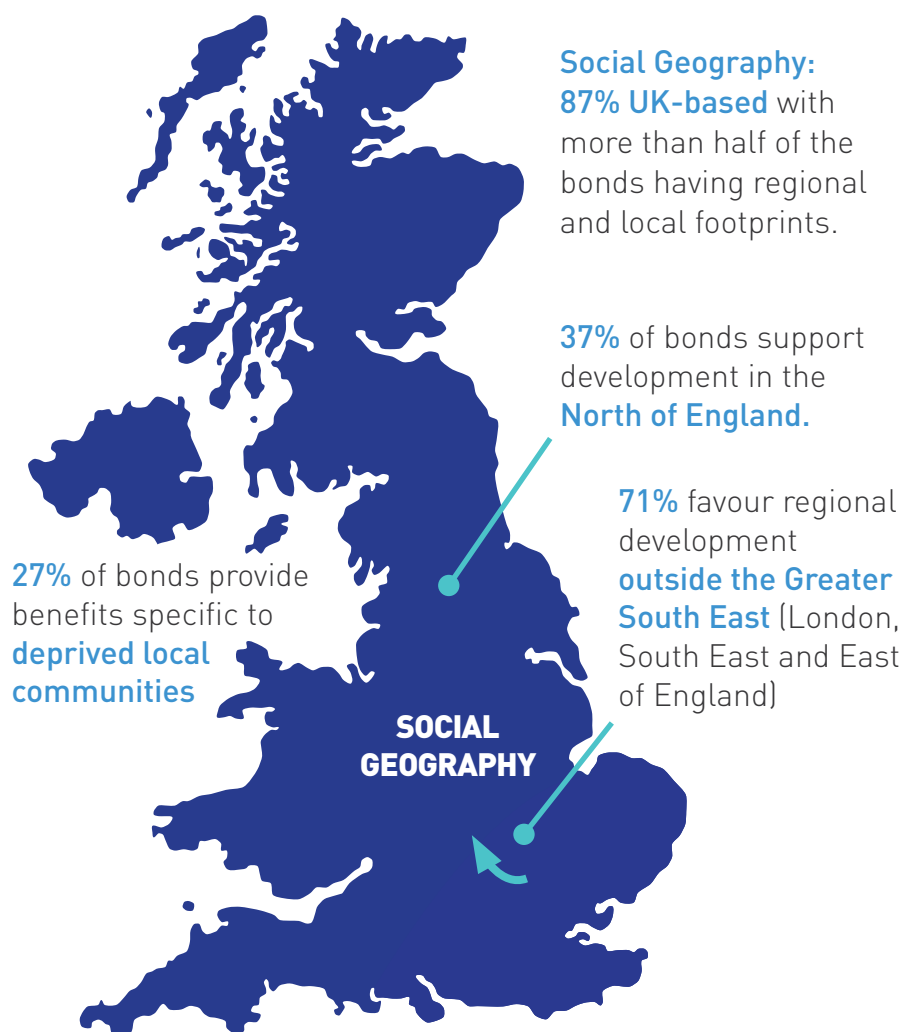 Social Geography:
87% UK-based with
more than half of the
bonds having regional
and local footprints.
37% of bonds support
development in the
North of England.
71% favour regional
development
outside the Greater
South East (London,
South East and East
of England)
27% of bonds provide
benefits specific to
deprived local
communities
SOCIAL
GEOGRAPHY